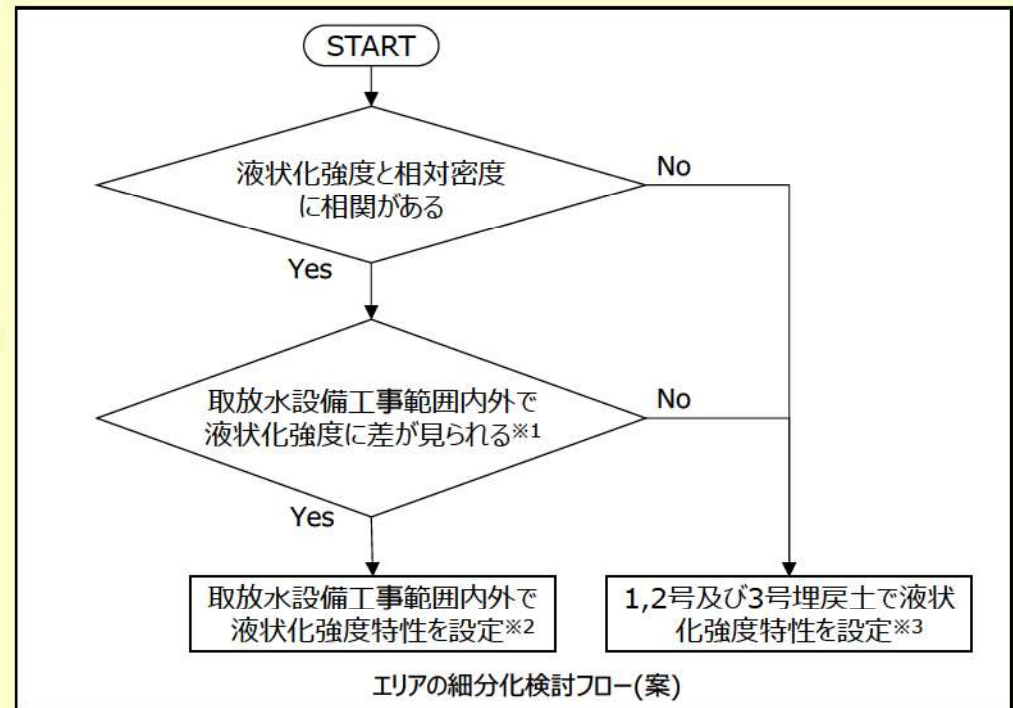 START
液状化強度と相対密度
に相関がある
No
Yes
取放水設備工事範囲内外で
液状化強度に差が見られる※1
No
Yes
取放水設備工事範囲内外で
液状化強度特性を設定※2
1,2号及び3号埋戻土で液状
化強度特性を設定※3
エリアの細分化検討フロー(案)